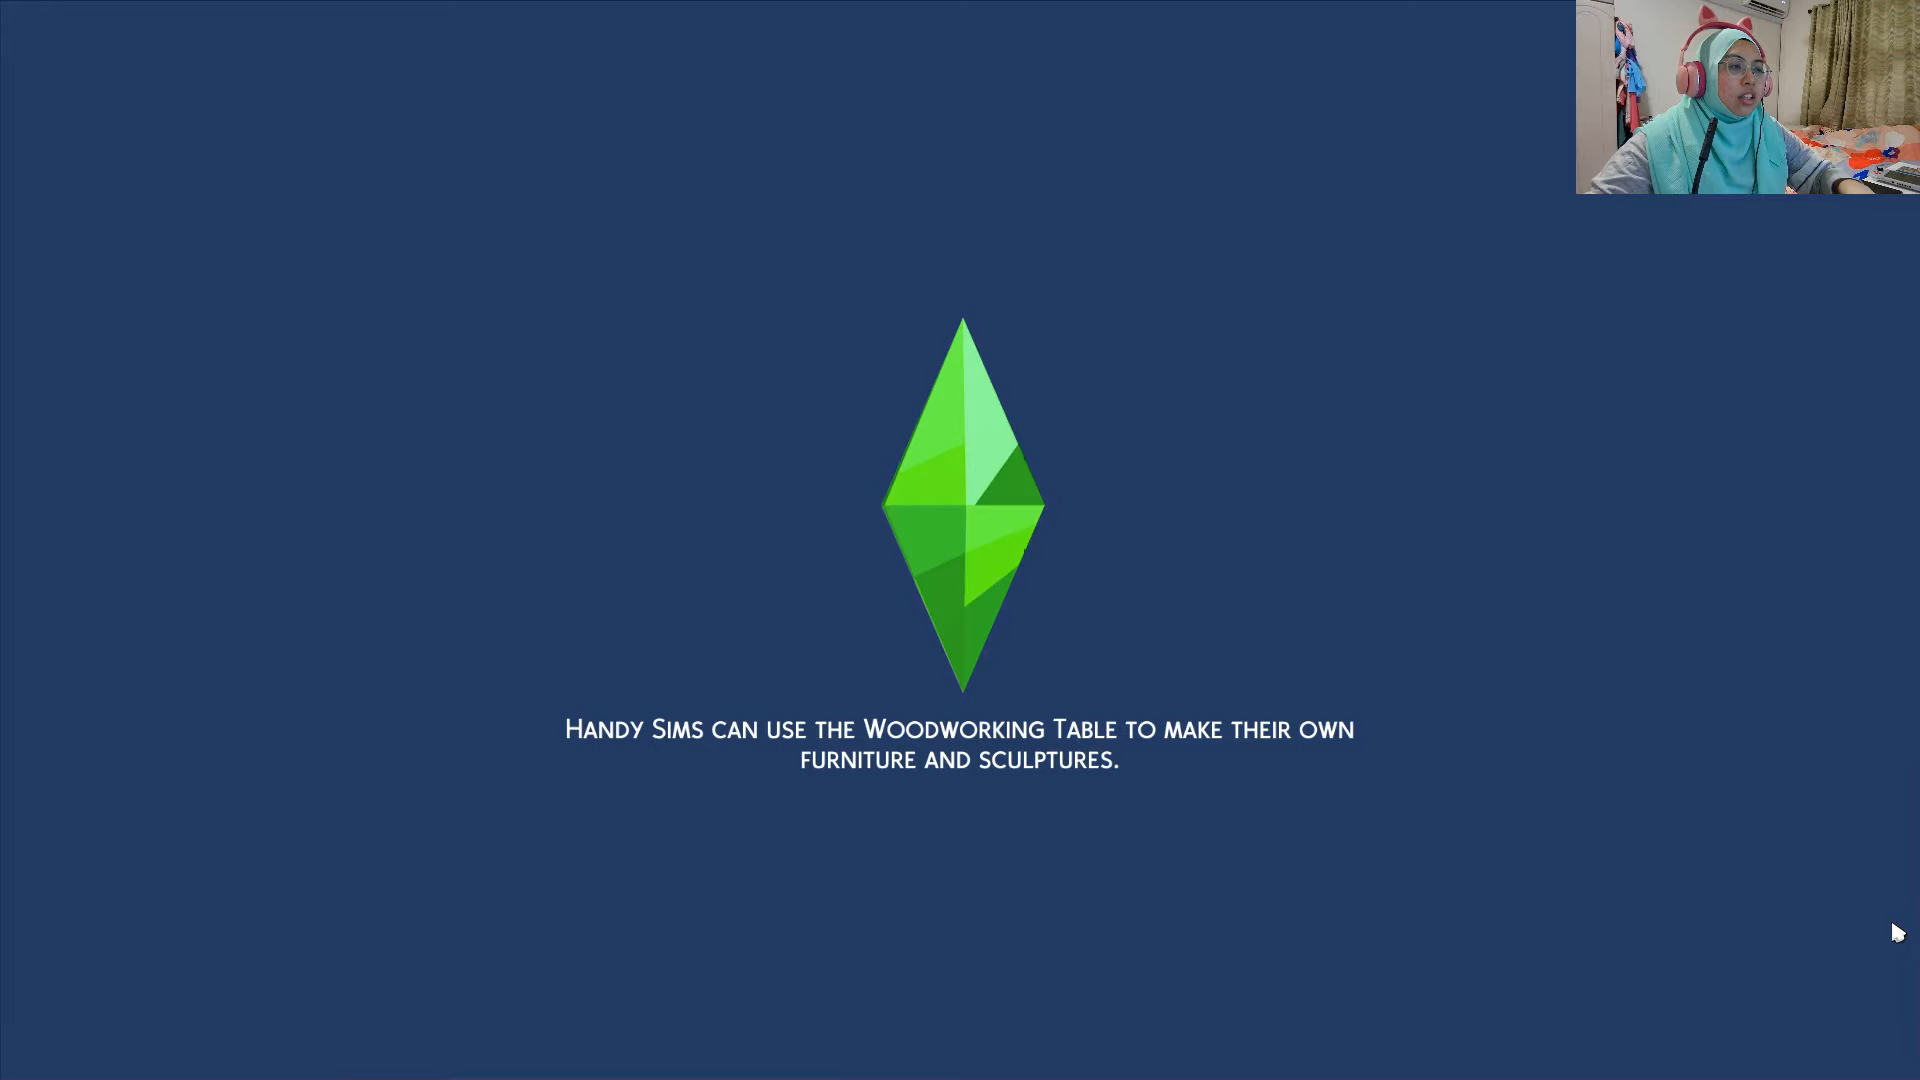 Handy Sims can use the Woodworking Table to make their own
furniture and sculptures.